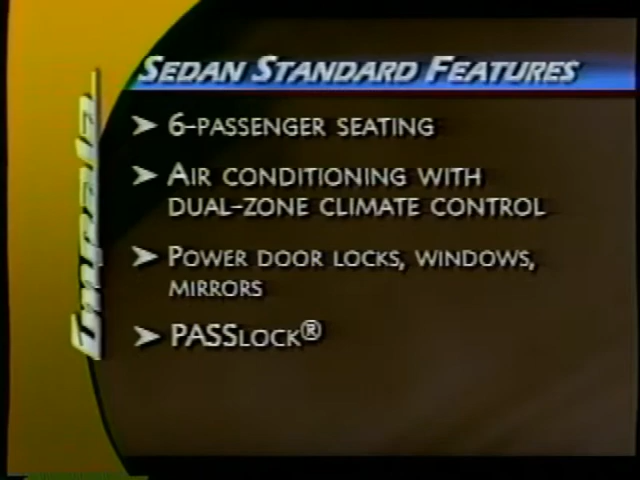 SEDAN STANDARD FEATURES
Impala
➤ 6-PASSENGER SEATING
➤ AIR CONDITIONING WITH
DUAL-ZONE CLIMATE CONTROL
➤ POWER DOOR LOCKS, WINDOWS,
MIRRORS
➤ PASSLOCK®